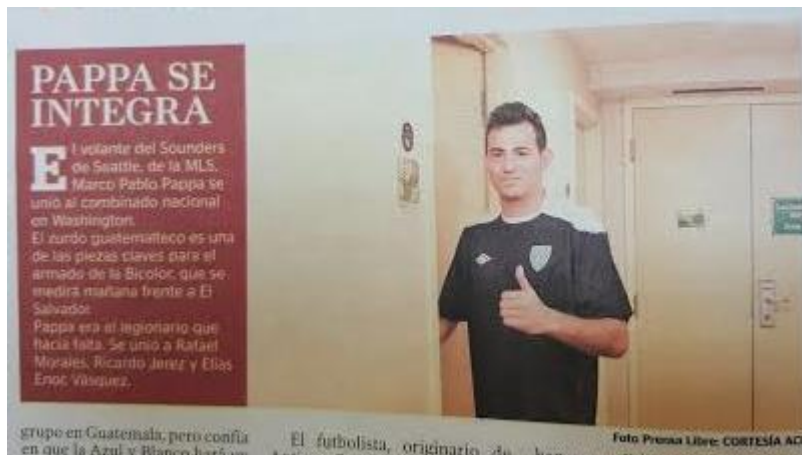 PAPPA SE
INTEGRA
El volante del Sounders
de Seattle, de la MLS,
Marco Pablo Pappa se
unió al combinado nacional
en Washington.
El zurdo guatemalteco es una
de las piezas claves para el
armado de la Bicolor, que se
medirá mañana frente a El
Salvador.
Pappa era el legionario que
hacía falta. Se unió a Rafael
Morales, Ricardo Jerez y Elías
Enoc Vásquez.
Foto Prensa Libre: CORTESÍA
grupo en Guatemala, pero confía
en que la Azul y Blanco
El futbolista, originario de